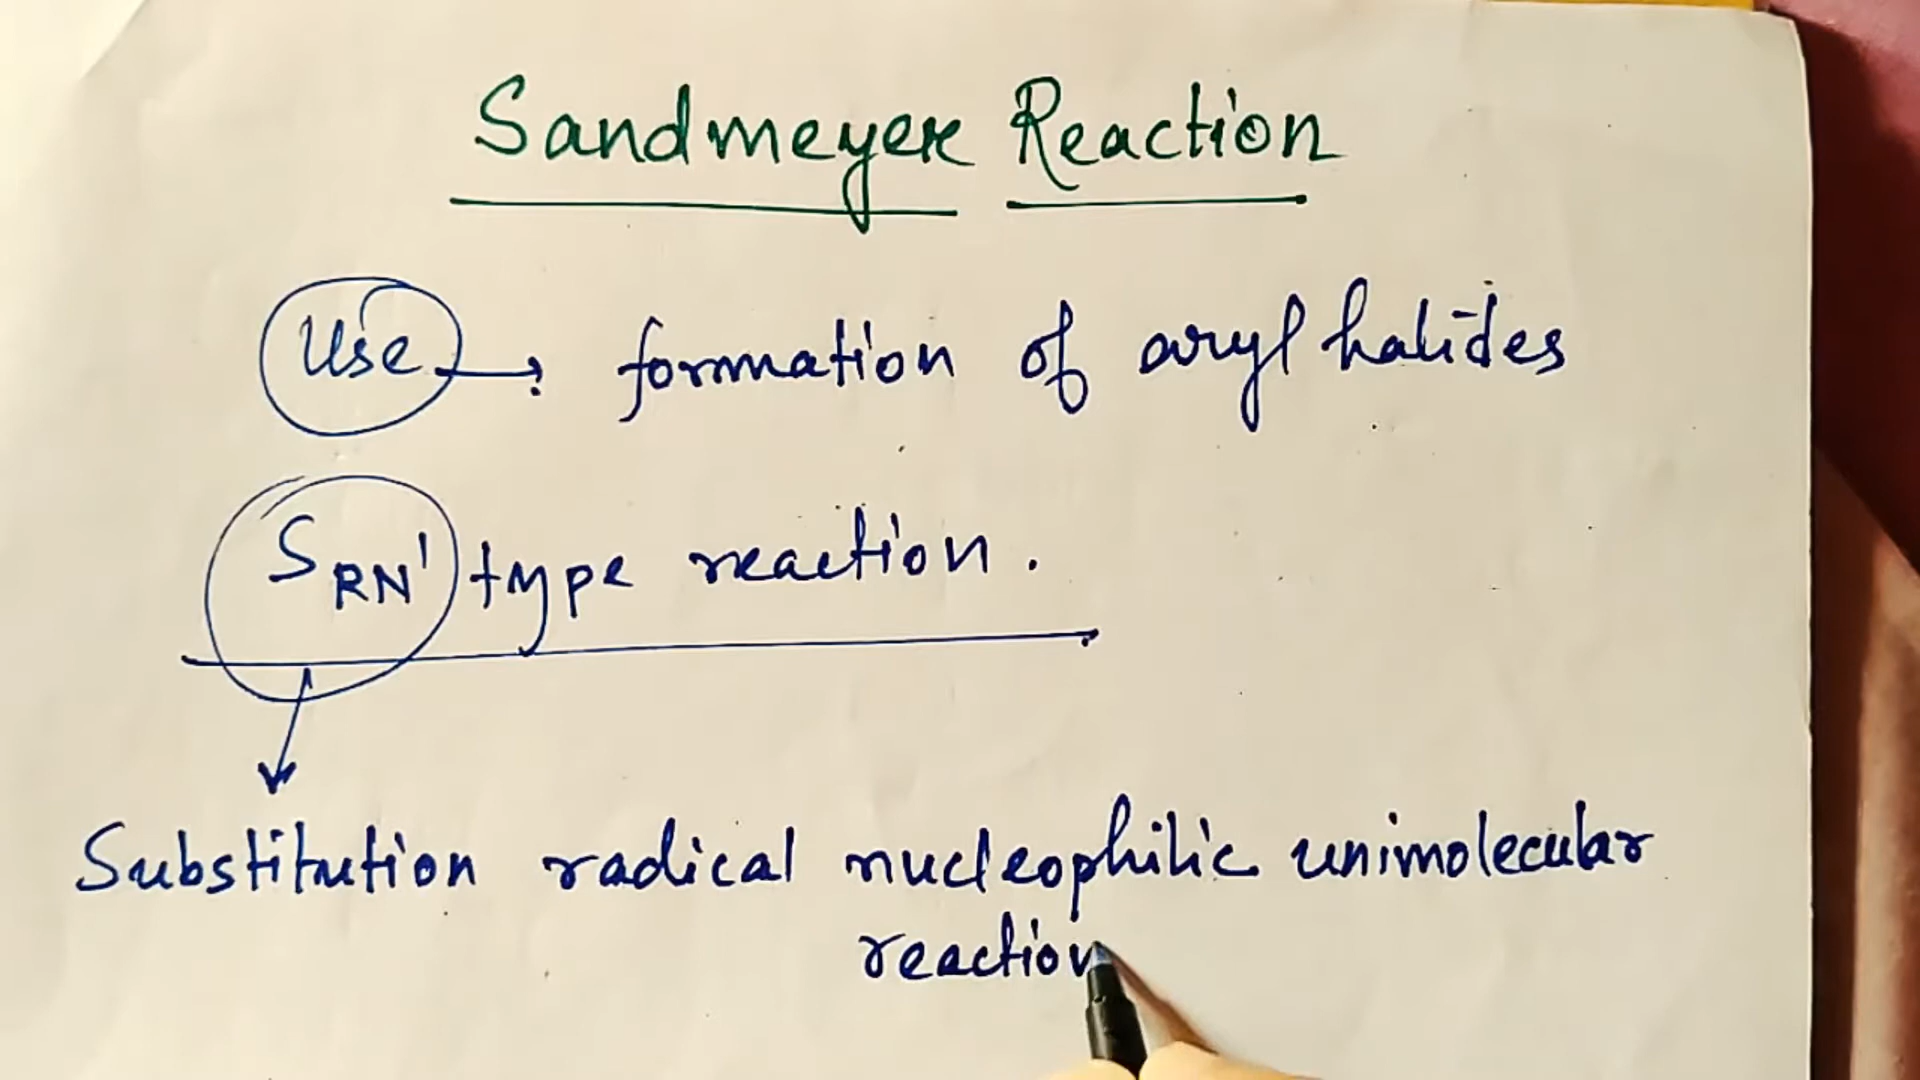 Sandmeyer Reaction
Use → formation of aryl halides
SRN1 type reaction.
Substitution radical nucleophilic unimolecular
reaction